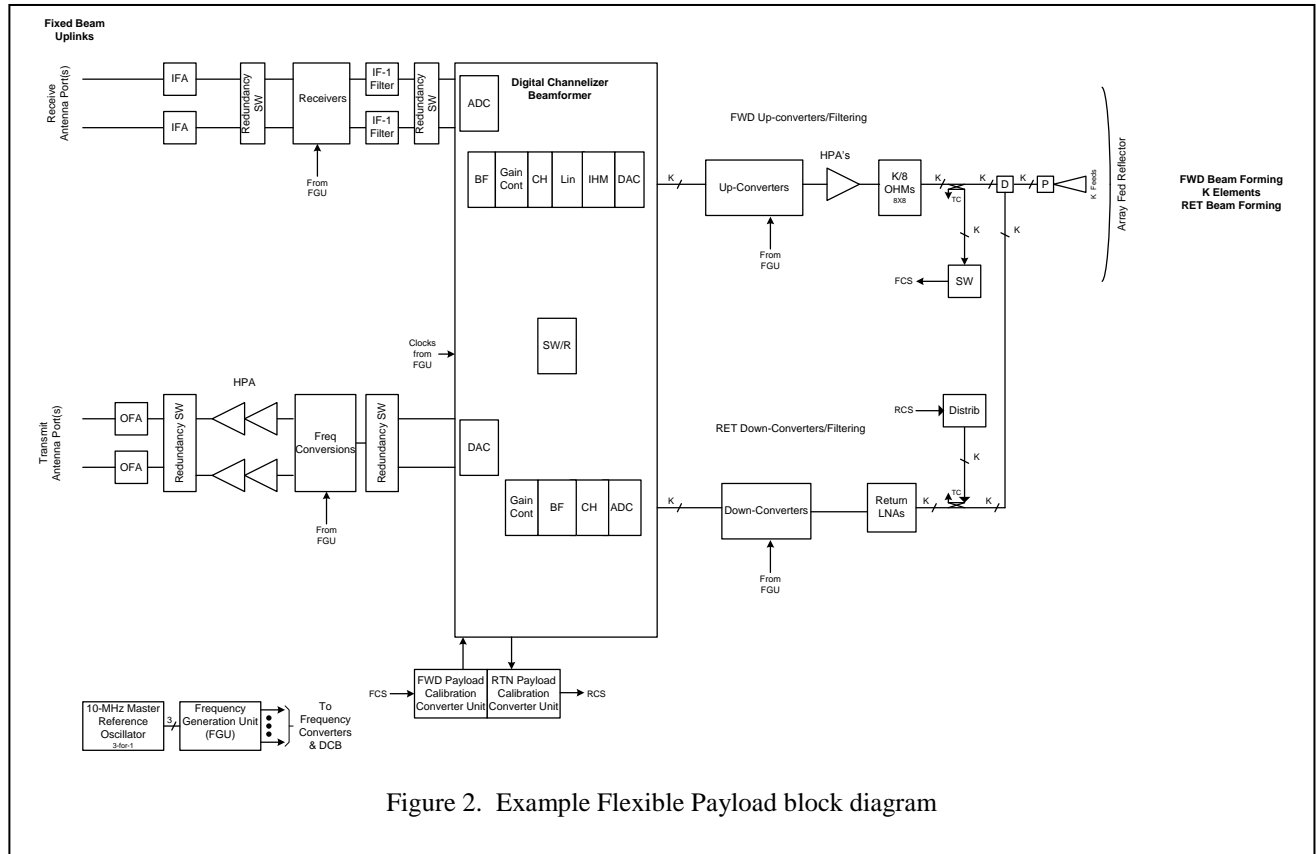 Fixed Beam
Uplinks
Receive
Antenna Port(s)
IFA
IFA
Redundancy
SW
Receivers
From
FGU
IF-1
Filter
IF-1
Filter
Redundancy
SW
Digital Channelizer
Beamformer
ADC
BF
Gain
Cont
CH
Lin
IHM
DAC
K
FWD Up-converters/Filtering
Up-Converters
From
FGU
HPA's
K/8
OHMs
8X8
K
TC
K
D
K
P
K Feeds
Array Fed Reflector
FWD Beam Forming
K Elements
RET Beam Forming
K
K
FCS
SW
Clocks
from
FGU
SW/R
Transmit
Antenna Port(s)
OFA
OFA
Redundancy SW
HPA
Freq
Conversions
From
FGU
Redundancy SW
DAC
Gain
Cont
BF
CH
ADC
K
RET Down-Converters/Filtering
Down-Converters
From
FGU
Return
LNAs
K
TC
K
RCS
Distrib
K
FCS
FWD Payload
Calibration
Converter Unit
RTN Payload
Calibration
Converter Unit
RCS
10-MHz Master
Reference
Oscillator
3-for-1
3
Frequency
Generation Unit
(FGU)
To
Frequency
Converters
& DCB
Figure 2. Example Flexible Payload block diagram